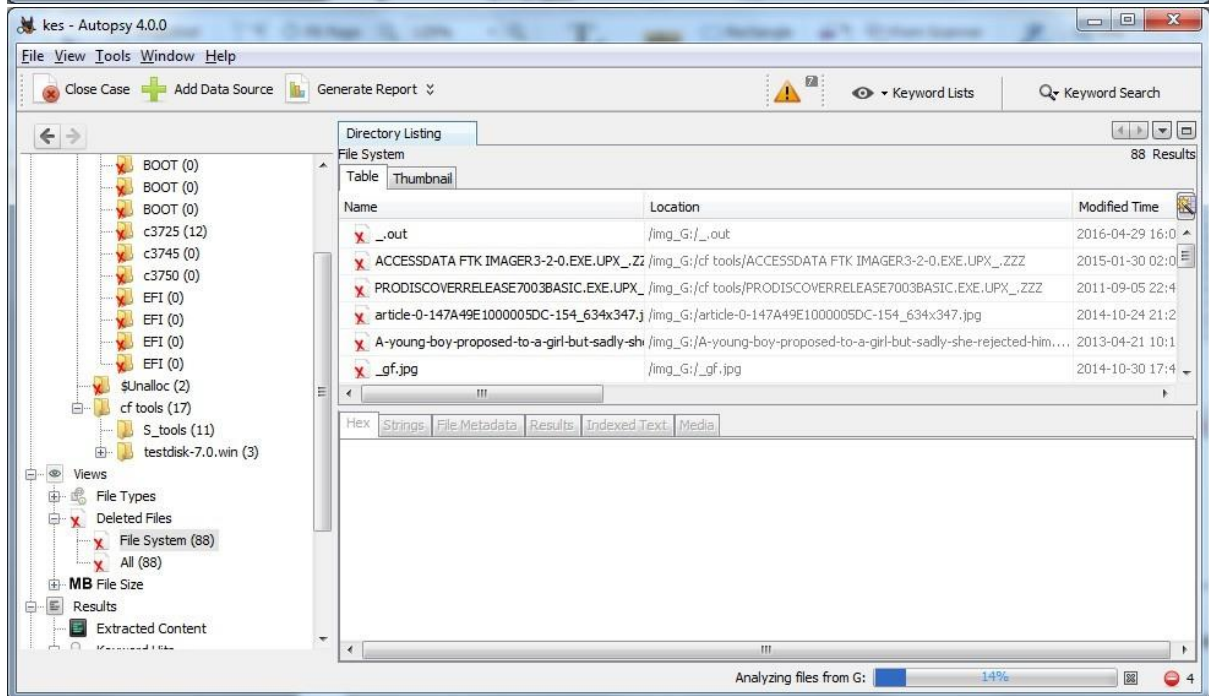 kes - Autopsy 4.0.0
File View Tools Window Help
Close Case Add Data Source Generate Report Keyword Lists Keyword Search
BOOT (0)
BOOT (0)
BOOT (0)
c3725 (12)
c3745 (0)
c3750 (0)
EFI (0)
EFI (0)
EFI (0)
EFI (0)
$Unalloc (2)
cf tools (17)
S_tools (11)
testdisk-7.0.win (3)
Views
File Types
Deleted Files
File System (88)
All (88)
MB File Size
Results
Extracted Content
Directory Listing
File System 88 Results
Table Thumbnail
Name Location Modified Time
_.out /img_G:/_.out 2016-04-29 16:0
ACCESSDATA FTK IMAGER3-2-0.EXE.UPX_.ZZ /img_G:/cf tools/ACCESSDATA FTK IMAGER3-2-0.EXE.UPX_.ZZZ 2015-01-30 02:0
PRODISCOVERRELEASE7003BASIC.EXE.UPX_ /img_G:/cf tools/PRODISCOVERRELEASE7003BASIC.EXE.UPX_.ZZZ 2011-09-05 22:4
article-0-147A49E1000005DC-154_634x347.j /img_G:/article-0-147A49E1000005DC-154_634x347.jpg 2014-10-24 21:2
A-young-boy-proposed-to-a-girl-but-sadly-sh /img_G:/A-young-boy-proposed-to-a-girl-but-sadly-she-rejected-him.... 2013-04-21 10:1
_gf.jpg /img_G:/_gf.jpg 2014-10-30 17:4
Hex Strings File Metadata Results Indexed Text Media
Analyzing files from G: 14% 4